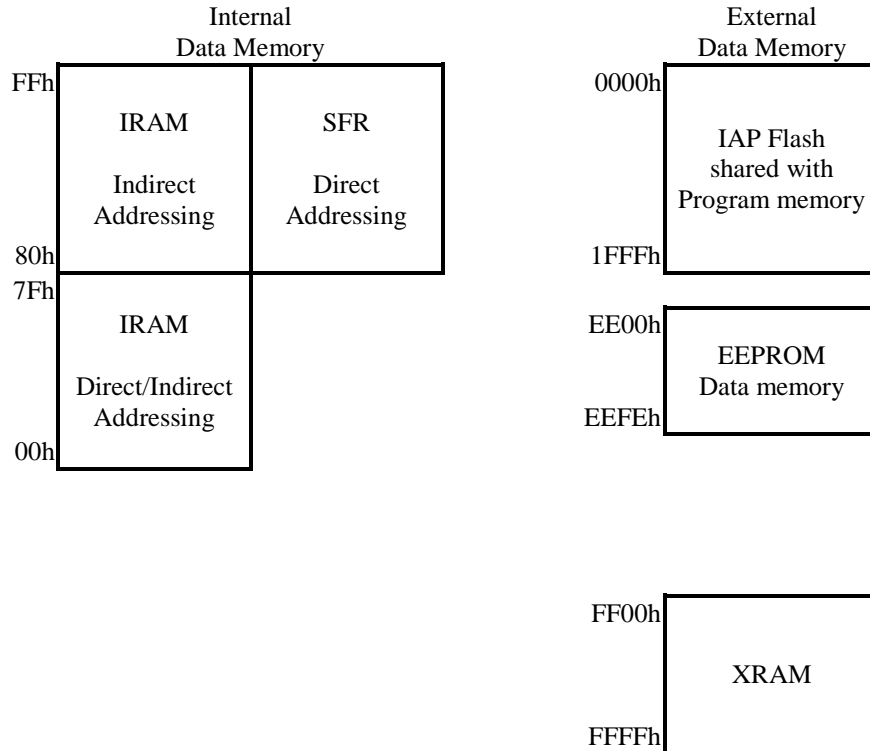 Internal
Data Memory
FFh
IRAM
Indirect
Addressing
80h
SFR
Direct
Addressing
7Fh
IRAM
Direct/Indirect
Addressing
00h
External
Data Memory
0000h
IAP Flash
shared with
Program memory
1FFFh
EE00h
EEPROM
Data memory
EEFEh
FF00h
XRAM
FFFFh